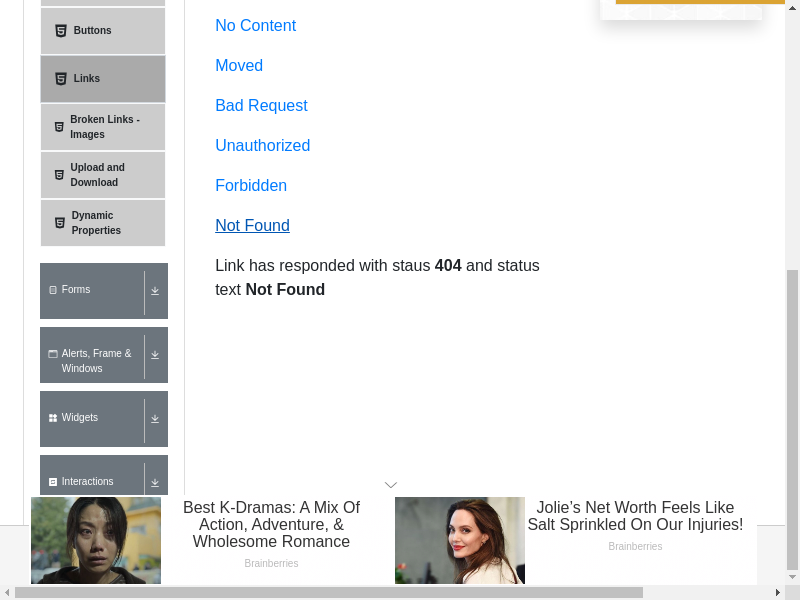 Buttons
Links
Broken Links -
Images
Upload and
Download
Dynamic
Properties
Forms
Alerts, Frame &
Windows
Widgets
Interactions
No Content
Moved
Bad Request
Unauthorized
Forbidden
Not Found
Link has responded with staus 404 and status
text Not Found
Best K-Dramas: A Mix Of
Action, Adventure, &
Wholesome Romance
Brainberries
Jolie’s Net Worth Feels Like
Salt Sprinkled On Our Injuries!
Brainberries